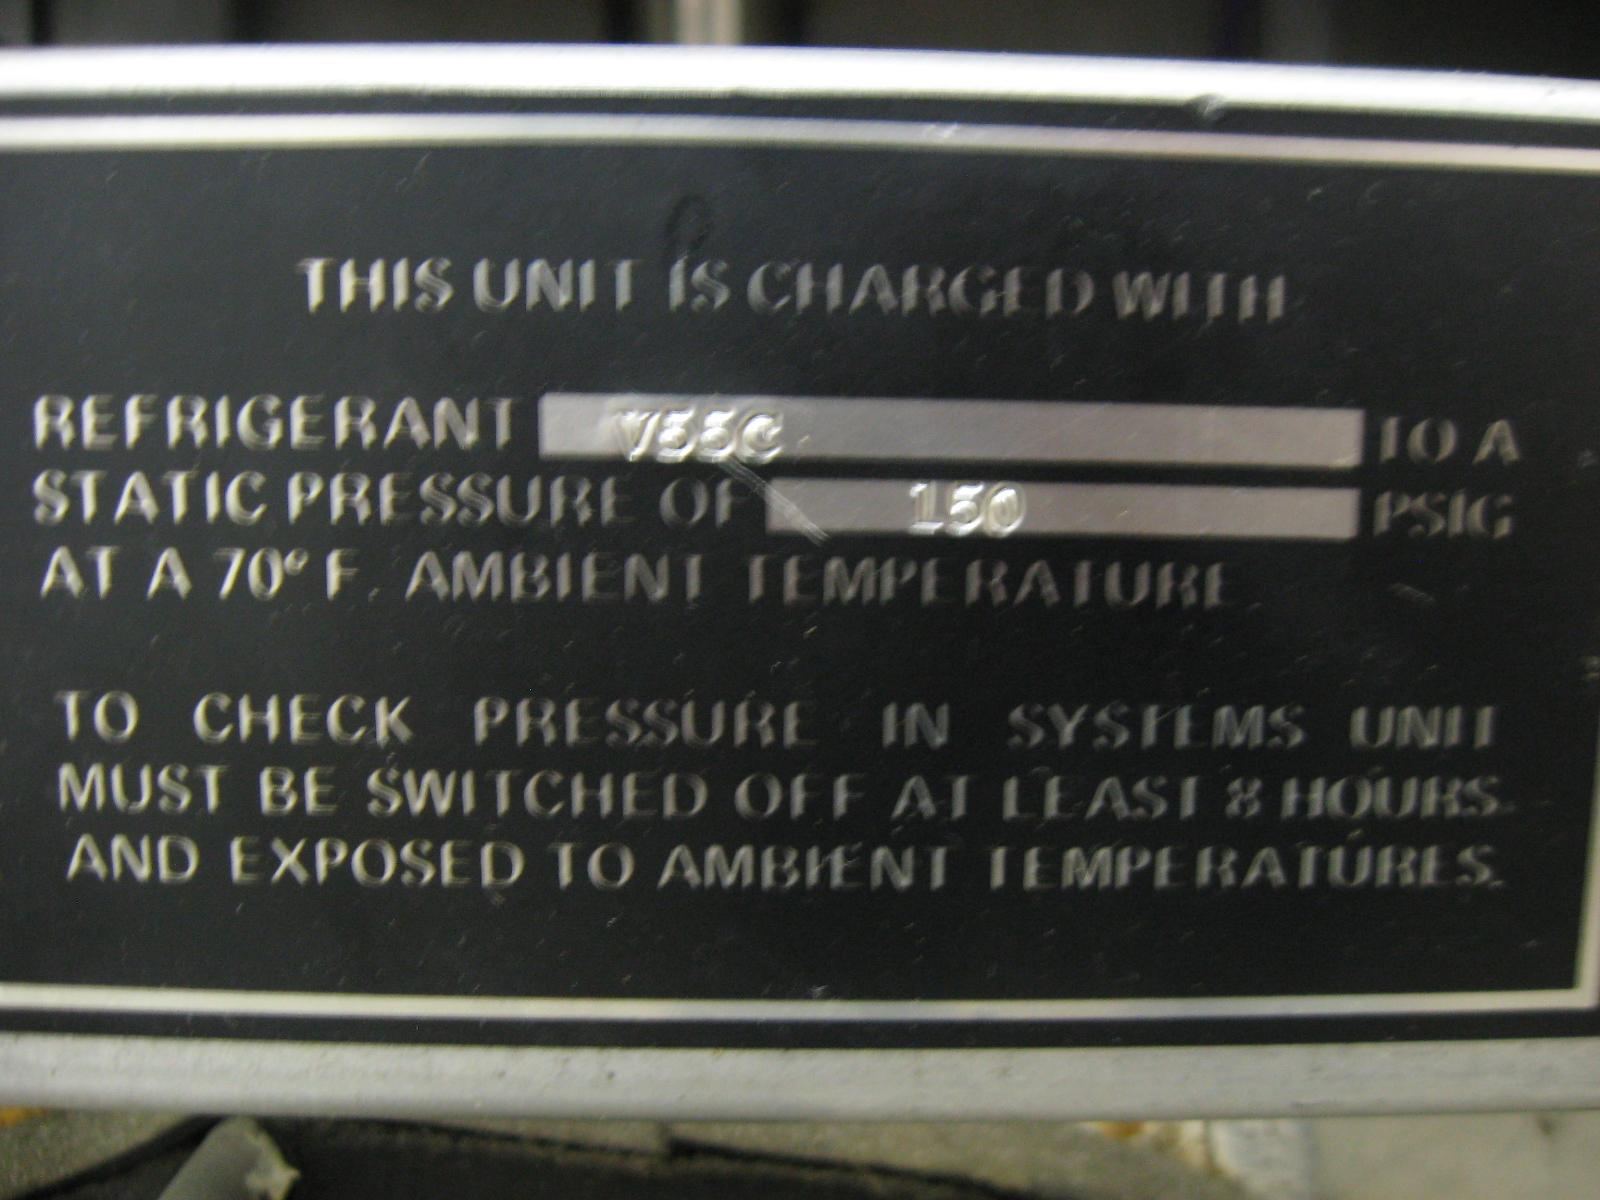 THIS UNIT IS CHARGED WITH
REFRIGERANT V55C TO A
STATIC PRESSURE OF 150 PSIG
AT A 70° F. AMBIENT TEMPERATURE
TO CHECK PRESSURE IN SYSTEMS UNIT
MUST BE SWITCHED OFF AT LEAST 8 HOURS
AND EXPOSED TO AMBIENT TEMPERATURES.